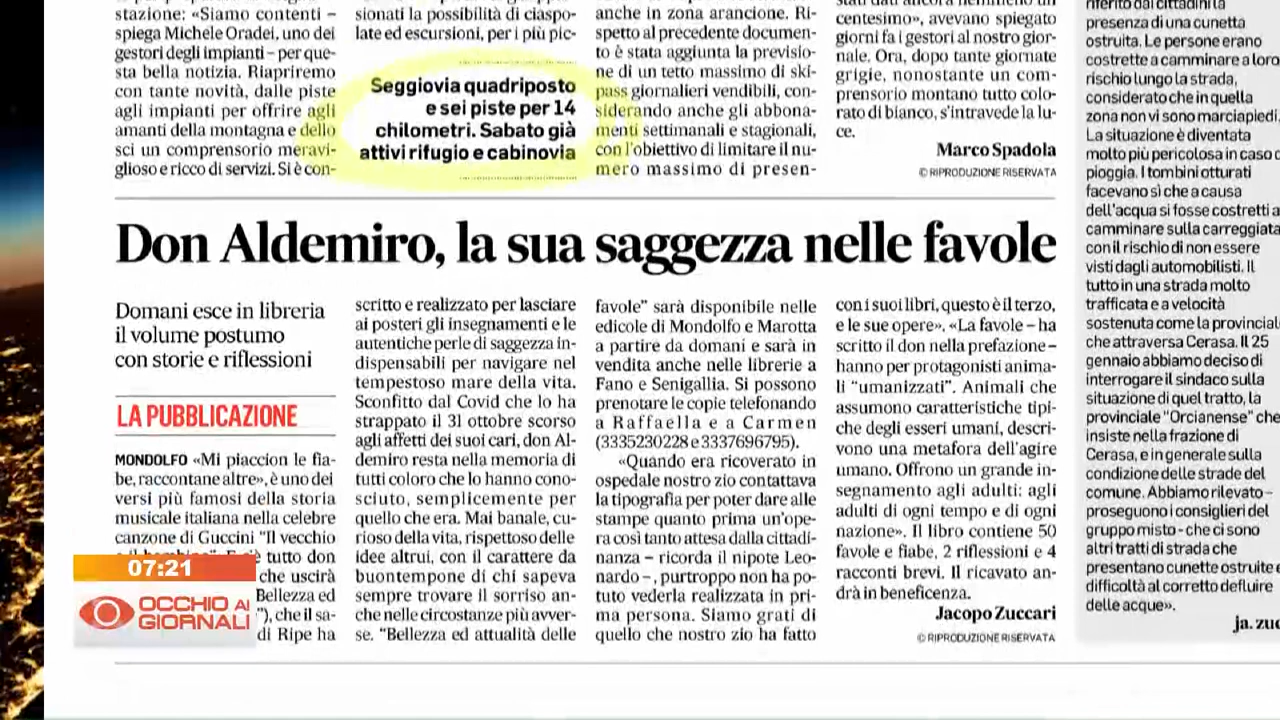 stazione: «Siamo contenti –
spiega Michele Oradei, uno dei
gestori degli impianti – per que-
sta bella notizia. Riapriremo
con tante novità, dalle piste
agli impianti per offrire agli
amanti della montagna e dello
sci un comprensorio meravi-
glioso e ricco di servizi. Si è con-
sionati la possibilità di ciaspo-
late ed escursioni, per i più pic-
Seggiovia quadriposto
e sei piste per 14
chilometri. Sabato già
attivi rifugio e cabinovia
anche in zona arancione. Ri-
spetto al precedente documen-
to è stata aggiunta la previsio-
ne di un tetto massimo di ski-
pass giornalieri vendibili, con-
siderando anche gli abbona-
menti settimanali e stagionali,
con l'obiettivo di limitare il nu-
mero massimo di presen-
centesimo», avevano spiegato
giorni fa i gestori al nostro gior-
nale. Ora, dopo tante giornate
grigie, nonostante un com-
prensorio montano tutto colo-
rato di bianco, s'intravede la lu-
ce.
Marco Spadola
© RIPRODUZIONE RISERVATA
Don Aldemiro, la sua saggezza nelle favole
Domani esce in libreria
il volume postumo
con storie e riflessioni
LA PUBBLICAZIONE
MONDOLFO «Mi piaccion le fia-
be, raccontane altre», è uno dei
versi più famosi della storia
musicale italiana nella celebre
canzone di Guccini "Il vecchio
tutto don
che uscirà
Bellezza ed
"), che il sa-
di Ripe ha
scritto e realizzato per lasciare
ai posteri gli insegnamenti e le
autentiche perle di saggezza in-
dispensabili per navigare nel
tempestoso mare della vita.
Sconfitto dal Covid che lo ha
strappato il 31 ottobre scorso
agli affetti dei suoi cari, don Al-
demiro resta nella memoria di
tutti coloro che lo hanno cono-
sciuto, semplicemente per
quello che era. Mai banale, cu-
rioso della vita, rispettoso delle
idee altrui, con il carattere da
buontempone di chi sapeva
sempre trovare il sorriso an-
che nelle circostanze più avver-
se. "Bellezza ed attualità delle
favole" sarà disponibile nelle
edicole di Mondolfo e Marotta
a partire da domani e sarà in
vendita anche nelle librerie a
Fano e Senigallia. Si possono
prenotare le copie telefonando
a Raffaella e a Carmen
(3335230228 e 3337696795).
«Quando era ricoverato in
ospedale nostro zio contattava
la tipografia per poter dare alle
stampe quanto prima un'ope-
ra così tanto attesa dalla cittadi-
nanza – ricorda il nipote Leo-
nardo –, purtroppo non ha po-
tuto vederla realizzata in pri-
ma persona. Siamo grati di
quello che nostro zio ha fatto
con i suoi libri, questo è il terzo,
e le sue opere». «La favole – ha
scritto il don nella prefazione –
hanno per protagonisti anima-
li "umanizzati". Animali che
assumono caratteristiche tipi-
che degli esseri umani, descri-
vono una metafora dell'agire
umano. Offrono un grande in-
segnamento agli adulti: agli
adulti di ogni tempo e di ogni
nazione». Il libro contiene 50
favole e fiabe, 2 riflessioni e 4
racconti brevi. Il ricavato an-
drà in beneficenza.
Jacopo Zuccari
© RIPRODUZIONE RISERVATA
riferito dai cittadini la
presenza di una cunetta
ostruita. Le persone erano
costrette a camminare a loro
rischio lungo la strada,
considerato che in quella
zona non vi sono marciapiedi.
La situazione è diventata
molto più pericolosa in caso d
pioggia. I tombini otturati
facevano sì che a causa
dell'acqua si fosse costretti a
camminare sulla carreggiata
con il rischio di non essere
visti dagli automobilisti. Il
tutto in una strada molto
trafficata e a velocità
sostenuta come la provinciale
che attraversa Cerasa. Il 25
gennaio abbiamo deciso di
interrogare il sindaco sulla
situazione di quel tratto, la
provinciale "Orcianense" che
insiste nella frazione di
Cerasa, e in generale sulla
condizione delle strade del
comune. Abbiamo rilevato –
proseguono i consiglieri del
gruppo misto – che ci sono
altri tratti di strada che
presentano cunette ostruite e
difficoltà al corretto defluire
delle acque».
ja. zuc
07:21
OCCHIO AI
GIORNALI